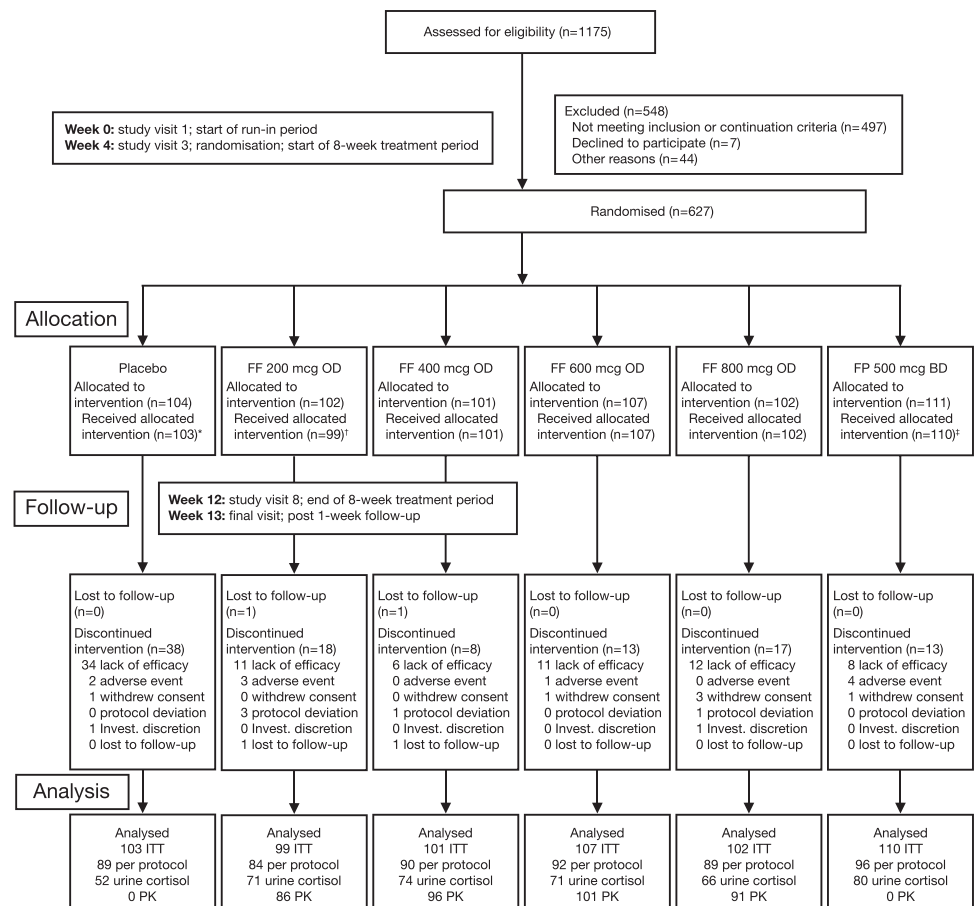 Assessed for eligibility (n=1175)
Week 0: study visit 1; start of run-in period
Week 4: study visit 3; randomisation; start of 8-week treatment period
Excluded (n=548)
Not meeting inclusion or continuation criteria (n=497)
Declined to participate (n=7)
Other reasons (n=44)
Randomised (n=627)
Allocation
Placebo
Allocated to
intervention (n=104)
Received allocated
intervention (n=103)*
FF 200 mcg OD
Allocated to
intervention (n=102)
Received allocated
intervention (n=99)†
FF 400 mcg OD
Allocated to
intervention (n=101)
Received allocated
intervention (n=101)
FF 600 mcg OD
Allocated to
intervention (n=107)
Received allocated
intervention (n=107)
FF 800 mcg OD
Allocated to
intervention (n=102)
Received allocated
intervention (n=102)
FP 500 mcg BD
Allocated to
intervention (n=111)
Received allocated
intervention (n=110)‡
Follow-up
Week 12: study visit 8; end of 8-week treatment period
Week 13: final visit; post 1-week follow-up
Lost to follow-up
(n=0)
Discontinued
intervention (n=38)
34 lack of efficacy
2 adverse event
1 withdrew consent
0 protocol deviation
1 Invest. discretion
0 lost to follow-up
Lost to follow-up
(n=1)
Discontinued
intervention (n=18)
11 lack of efficacy
3 adverse event
0 withdrew consent
3 protocol deviation
0 Invest. discretion
1 lost to follow-up
Lost to follow-up
(n=1)
Discontinued
intervention (n=8)
6 lack of efficacy
0 adverse event
0 withdrew consent
1 protocol deviation
0 Invest. discretion
1 lost to follow-up
Lost to follow-up
(n=0)
Discontinued
intervention (n=13)
11 lack of efficacy
1 adverse event
1 withdrew consent
0 protocol deviation
0 Invest. discretion
0 lost to follow-up
Lost to follow-up
(n=0)
Discontinued
intervention (n=17)
12 lack of efficacy
0 adverse event
3 withdrew consent
1 protocol deviation
1 Invest. discretion
0 lost to follow-up
Lost to follow-up
(n=0)
Discontinued
intervention (n=13)
8 lack of efficacy
4 adverse event
1 withdrew consent
0 protocol deviation
0 Invest. discretion
0 lost to follow-up
Analysis
Analysed
103 ITT
89 per protocol
52 urine cortisol
0 PK
Analysed
99 ITT
84 per protocol
71 urine cortisol
86 PK
Analysed
101 ITT
90 per protocol
74 urine cortisol
96 PK
Analysed
107 ITT
92 per protocol
71 urine cortisol
101 PK
Analysed
102 ITT
89 per protocol
66 urine cortisol
91 PK
Analysed
110 ITT
96 per protocol
80 urine cortisol
0 PK